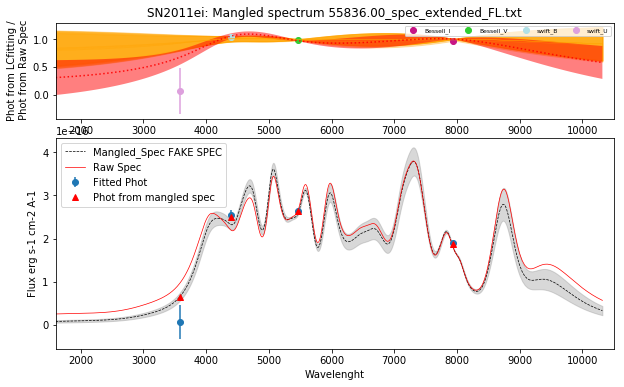 SN2011ei: Mangled spectrum 55836.00_spec_extended_FL.txt
Phot from LCfitting /
Phot from Raw Spec
1.0
0.5
0.0
Bessell_I
Bessell_V
swift_B
swift_U
2000 3000 4000 5000 6000 7000 8000 9000 10000
1e−16
Flux erg s-1 cm-2 A-1
4
3
2
1
0
Mangled_Spec FAKE SPEC
Raw Spec
Fitted Phot
Phot from mangled spec
2000 3000 4000 5000 6000 7000 8000 9000 10000
Wavelenght